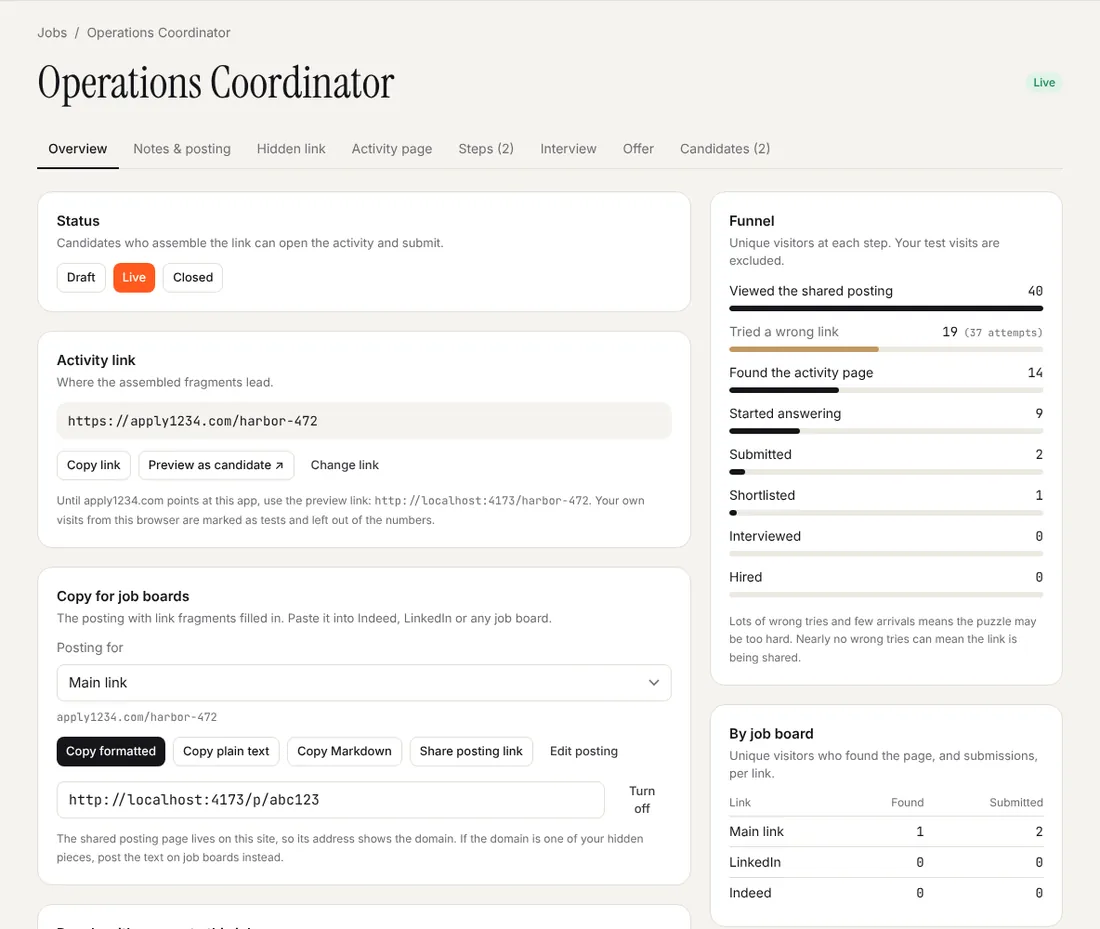 Jobs / Operations Coordinator
Operations Coordinator
Live
Overview
Notes & posting
Hidden link
Activity page
Steps (2)
Interview
Offer
Candidates (2)
Status
Candidates who assemble the link can open the activity and submit.
Draft
Live
Closed
Activity link
Where the assembled fragments lead.
https://apply1234.com/harbor-472
Copy link
Preview as candidate ↗
Change link
Until apply1234.com points at this app, use the preview link: http://localhost:4173/harbor-472. Your own
visits from this browser are marked as tests and left out of the numbers.
Copy for job boards
The posting with link fragments filled in. Paste it into Indeed, LinkedIn or any job board.
Posting for
Main link
apply1234.com/harbor-472
Copy formatted
Copy plain text
Copy Markdown
Share posting link
Edit posting
http://localhost:4173/p/abc123
Turn
off
The shared posting page lives on this site, so its address shows the domain. If the domain is one of your hidden
pieces, post the text on job boards instead.
Funnel
Unique visitors at each step. Your test visits are
excluded.
Viewed the shared posting 40
Tried a wrong link 19 (37 attempts)
Found the activity page 14
Started answering 9
Submitted 2
Shortlisted 1
Interviewed 0
Hired 0
Lots of wrong tries and few arrivals means the puzzle may
be too hard. Nearly no wrong tries can mean the link is
being shared.
By job board
Unique visitors who found the page, and submissions,
per link.
Link Found Submitted
Main link 1 2
LinkedIn 0 0
Indeed 0 0